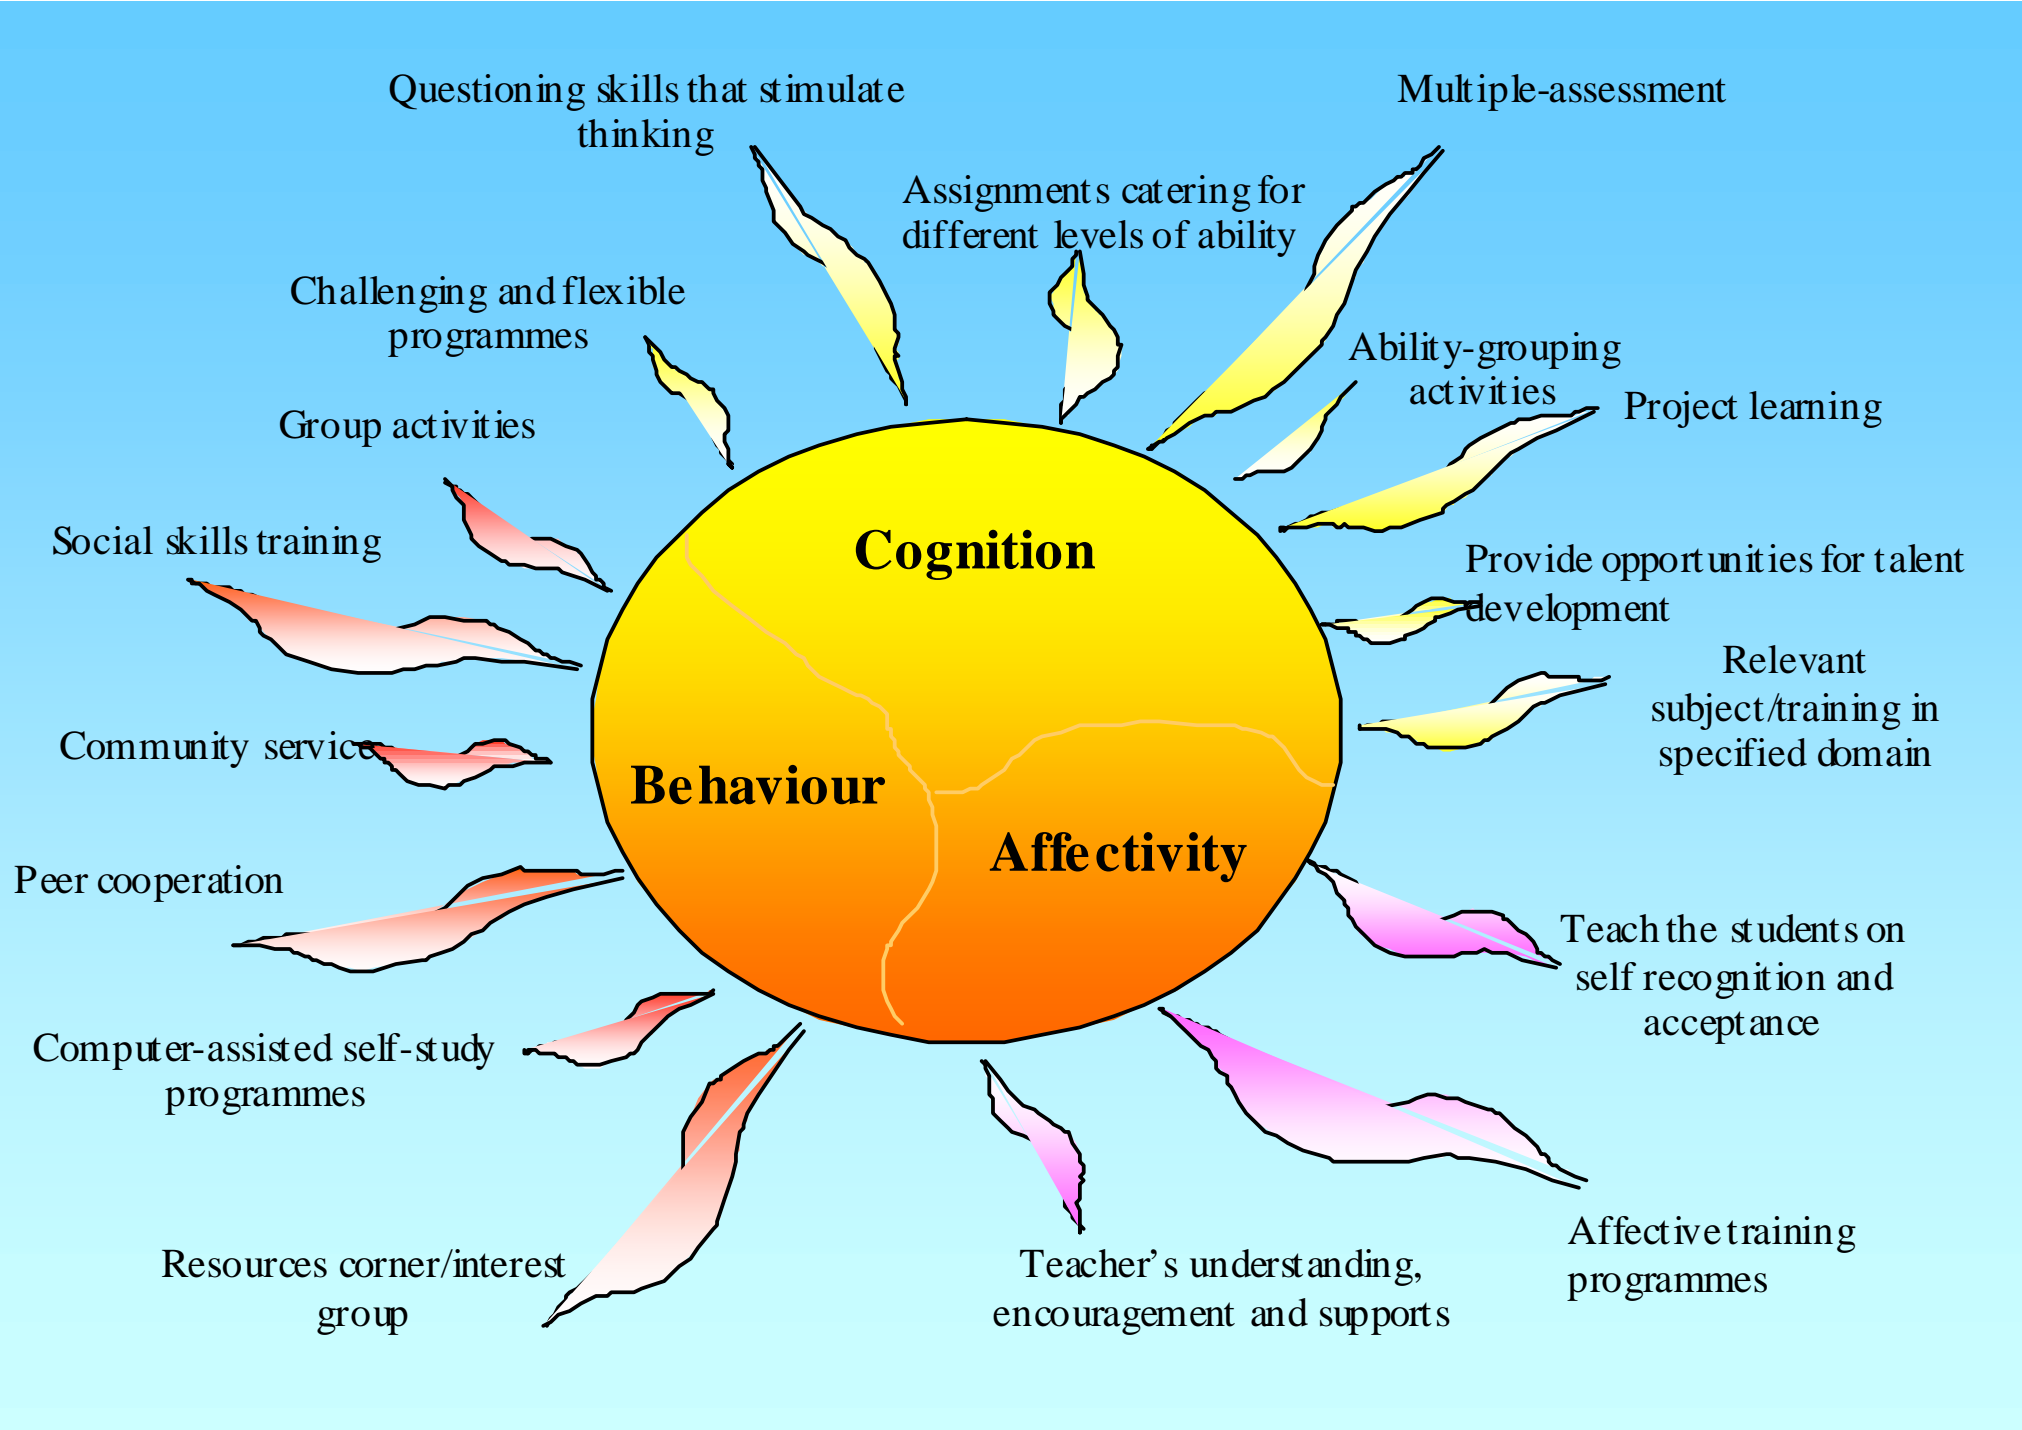 Questioning skills that stimulate
thinking
Multiple-assessment
Assignments catering for
different levels of ability
Challenging and flexible
programmes
Ability-grouping
activities
Project learning
Group activities
Social skills training
Cognition
Provide opportunities for talent
development
Relevant
subject/training in
specified domain
Community service
Behaviour
Affectivity
Peer cooperation
Teach the students on
self recognition and
acceptance
Computer-assisted self-study
programmes
Resources corner/interest
group
Teacher’s understanding,
encouragement and supports
Affective training
programmes